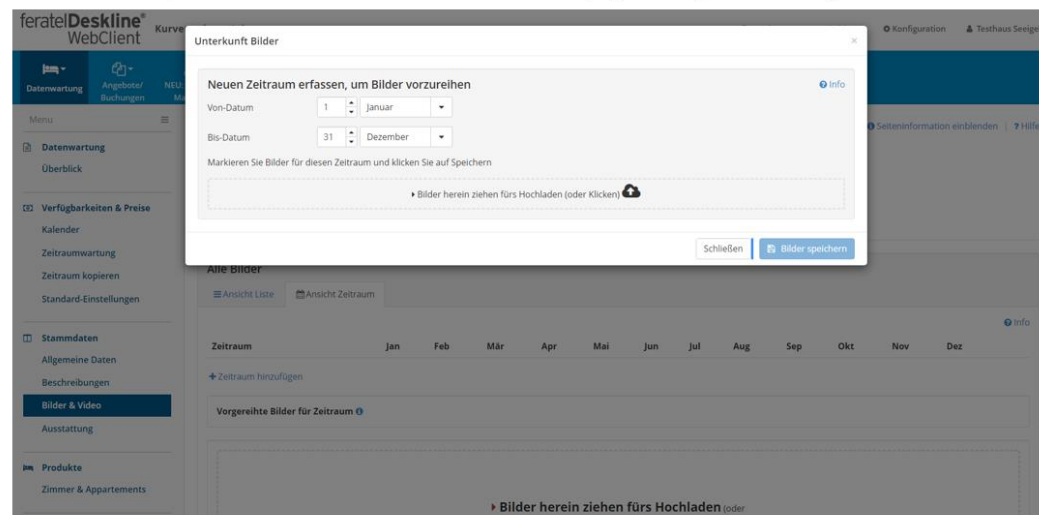 feratel Deskline®
WebClient
Kurve
Konfiguration
Testhaus Seeige
Datenwartung
Angebote/
Buchungen
NEU:
Ma
Unterkunft Bilder
×
Neuen Zeitraum erfassen, um Bilder vorzureihen
Info
Von-Datum 1 Januar
Bis-Datum 31 Dezember
Markieren Sie Bilder für diesen Zeitraum und klicken Sie auf Speichern
Bilder herein ziehen fürs Hochladen (oder Klicken)
Schließen Bilder speichern
Seiteninformation einblenden | ? Hilfe
Menu
Datenwartung
Überblick
Verfügbarkeiten & Preise
Kalender
Zeitraumwartung
Zeitraum kopieren
Standard-Einstellungen
Stammdaten
Allgemeine Daten
Beschreibungen
Bilder & Video
Ausstattung
Produkte
Zimmer & Appartements
Alle Bilder
Ansicht Liste Ansicht Zeitraum
Info
Zeitraum Jan Feb Mär Apr Mai Jun Jul Aug Sep Okt Nov Dez
+ Zeitraum hinzufügen
Vorgereihte Bilder für Zeitraum
Bilder herein ziehen fürs Hochladen (oder